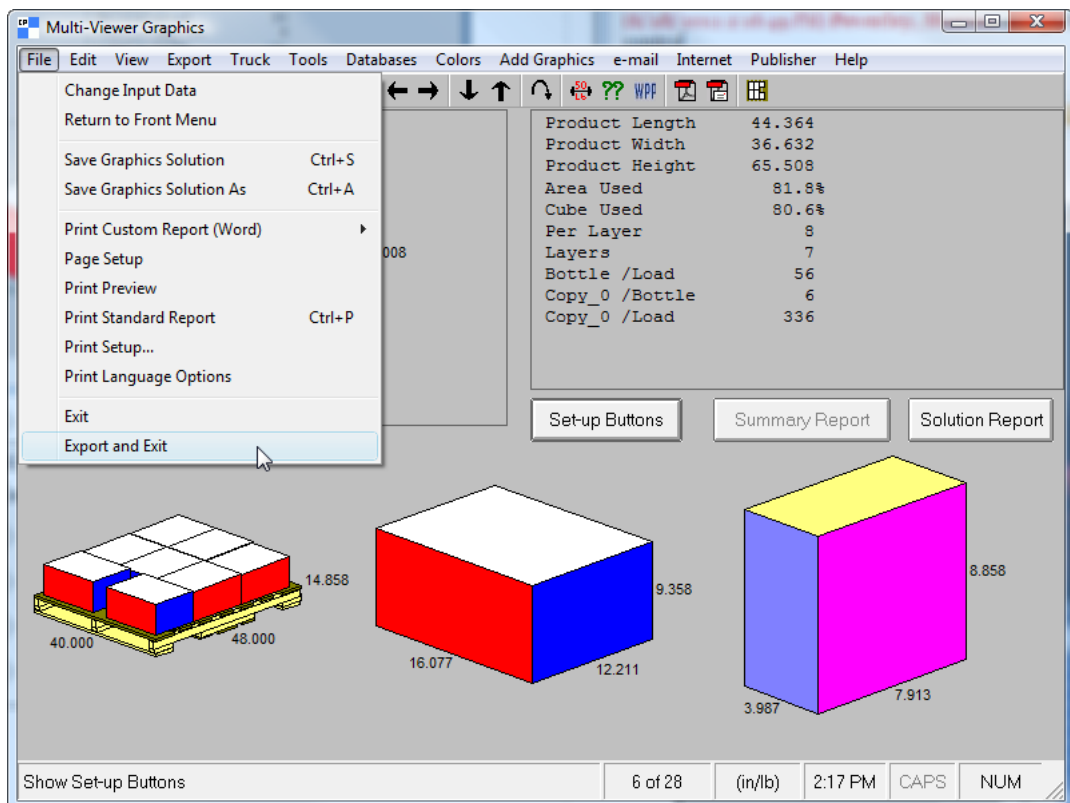 Multi-Viewer Graphics
File Edit View Export Truck Tools Databases Colors Add Graphics e-mail Internet Publisher Help
Change Input Data
Return to Front Menu
Save Graphics Solution Ctrl+S
Save Graphics Solution As Ctrl+A
Print Custom Report (Word)
Page Setup
Print Preview
Print Standard Report Ctrl+P
Print Setup...
Print Language Options
Exit
Export and Exit
50
Lb
?? WPP
008
Product Length 44.364
Product Width 36.632
Product Height 65.508
Area Used 81.8%
Cube Used 80.6%
Per Layer 8
Layers 7
Bottle /Load 56
Copy_0 /Bottle 6
Copy_0 /Load 336
Set-up Buttons Summary Report Solution Report
14.858
40.000
48.000
9.358
16.077
12.211
8.858
3.987
7.913
Show Set-up Buttons 6 of 28 (in/lb) 2:17 PM CAPS NUM